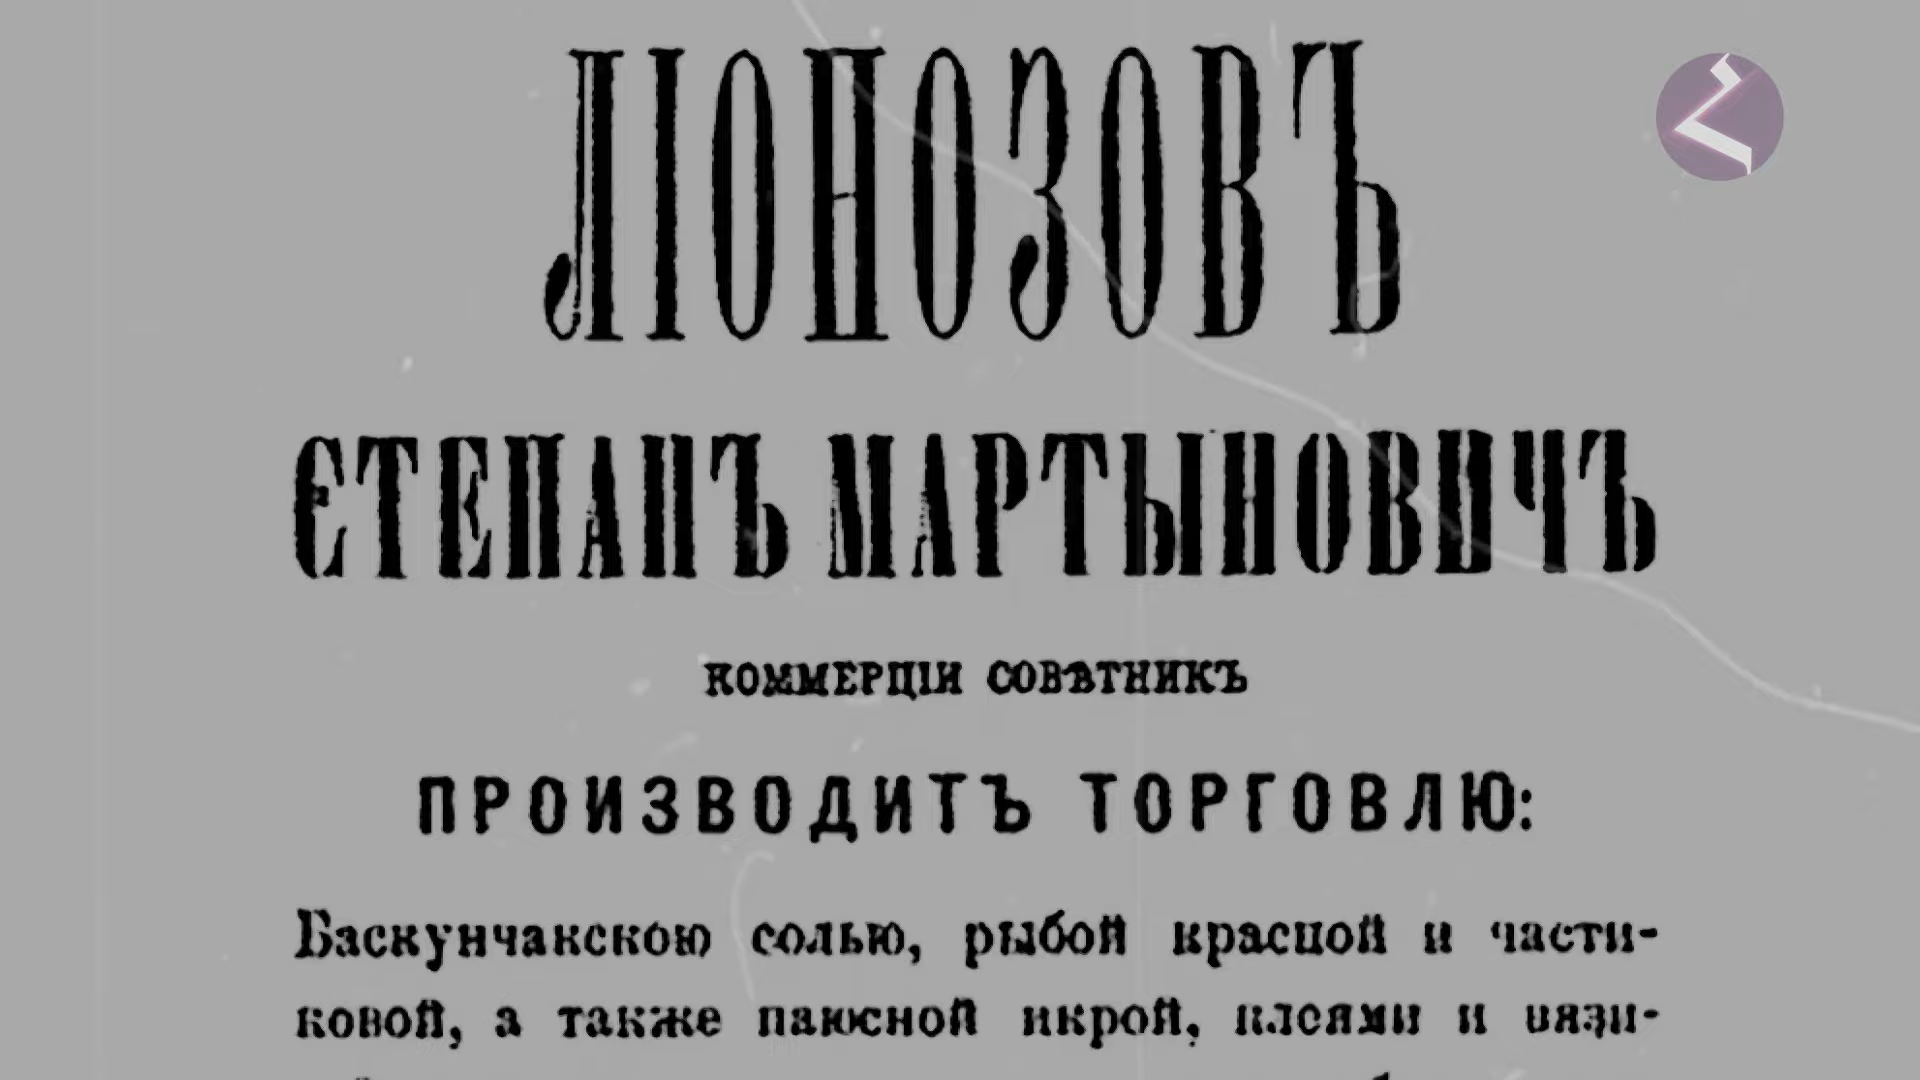 ЛІОНОЗОВЪ
СТЕПАНЪ МАРТЫНОВИЧЪ
КОММЕРЦІИ СОВѢТНИКЪ
ПРОИЗВОДИТЪ ТОРГОВЛЮ:
Баскунчакскою солью, рыбой красной и части-
ковой, а также паюсной икрой, клеями и вязи-